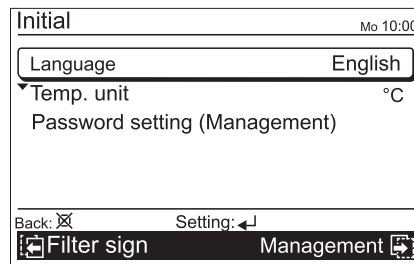 Initial
Mo 10:00
Language English
Temp. unit °C
Password setting (Management)
Back: Setting:
Filter sign Management